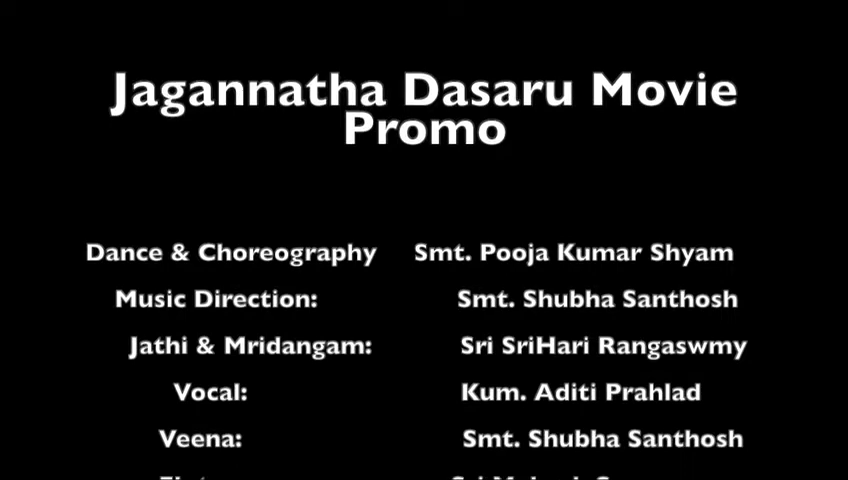 Jagannatha Dasaru Movie
Promo
Dance & Choreography Smt. Pooja Kumar Shyam
Music Direction: Smt. Shubha Santhosh
Jathi & Mridangam: Sri SriHari Rangaswmy
Vocal: Kum. Aditi Prahlad
Veena: Smt. Shubha Santhosh